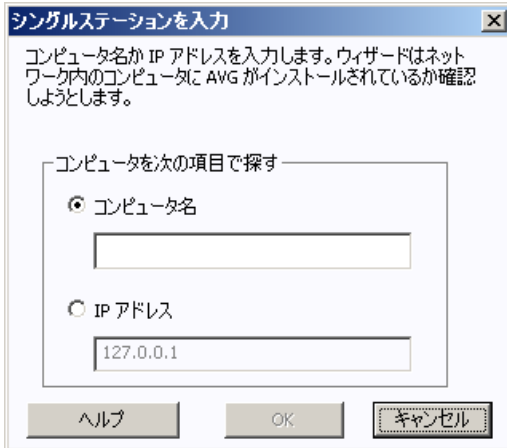 シングルステーションを入力
コンピュータ名か IP アドレスを入力します。ウィザードはネット
ワーク内のコンピュータに AVG がインストールされているか確認
しようとします。
コンピュータを次の項目で探す
コンピュータ名
IP アドレス
127.0.0.1
ヘルプ OK キャンセル